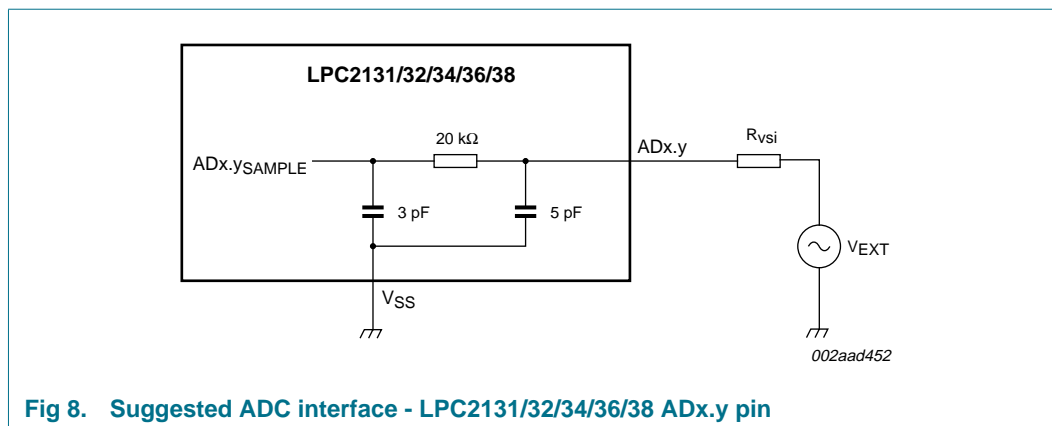 LPC2131/32/34/36/38
20 kΩ
ADx.y
Rvsi
ADx.ySAMPLE
3 pF
5 pF
VEXT
VSS
002aad452
Fig 8. Suggested ADC interface - LPC2131/32/34/36/38 ADx.y pin